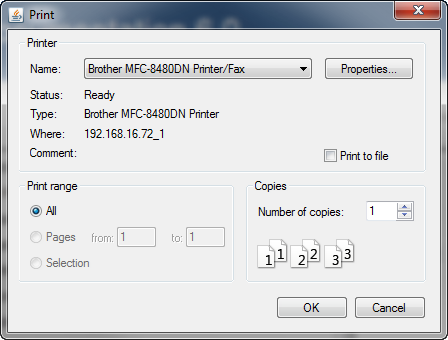 Print
Printer
Name: Brother MFC-8480DN Printer/Fax Properties...
Status: Ready
Type: Brother MFC-8480DN Printer
Where: 192.168.16.72_1
Comment: Print to file
Print range
All
Pages from: 1 to: 1
Selection
Copies
Number of copies: 1
1 1 2 2 3 3
OK Cancel